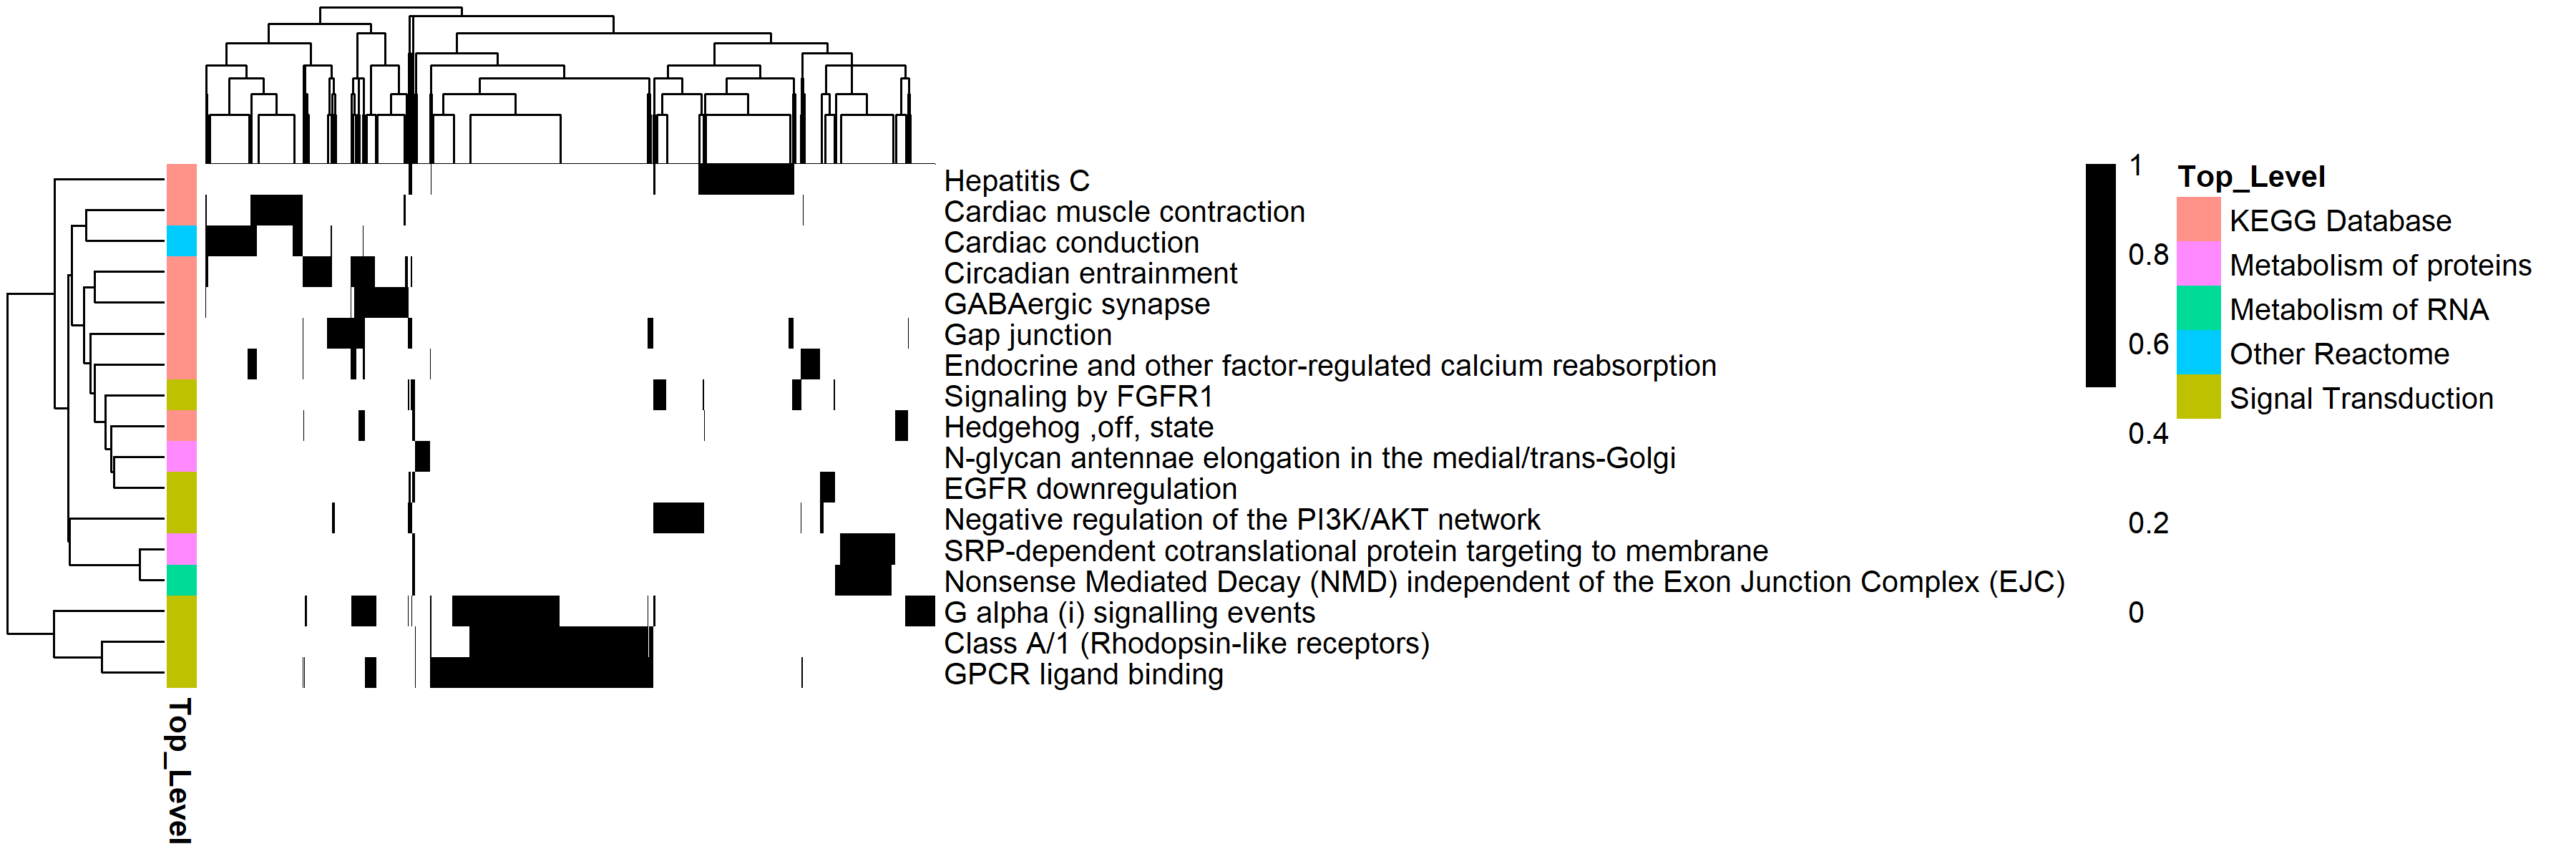 Hepatitis C
Cardiac muscle contraction
Cardiac conduction
Circadian entrainment
GABAergic synapse
Gap junction
Endocrine and other factor-regulated calcium reabsorption
Signaling by FGFR1
Hedgehog ,off, state
N-glycan antennae elongation in the medial/trans-Golgi
EGFR downregulation
Negative regulation of the PI3K/AKT network
SRP-dependent cotranslational protein targeting to membrane
Nonsense Mediated Decay (NMD) independent of the Exon Junction Complex (EJC)
G alpha (i) signalling events
Class A/1 (Rhodopsin-like receptors)
GPCR ligand binding
Top_Level
1
0.8
0.6
0.4
0.2
0
Top_Level
KEGG Database
Metabolism of proteins
Metabolism of RNA
Other Reactome
Signal Transduction